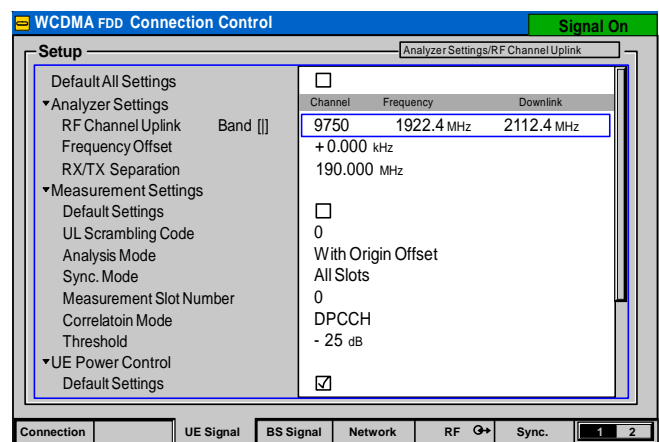 WCDMA FDD Connection Control
Signal On
Setup
Analyzer Settings/RF Channel Uplink
Default All Settings
Analyzer Settings
Channel Frequency Downlink
RF Channel Uplink Band [|] 9750 1922.4 MHz 2112.4 MHz
Frequency Offset + 0.000 kHz
RX/TX Separation 190.000 MHz
Measurement Settings
Default Settings
UL Scrambling Code 0
Analysis Mode With Origin Offset
Sync. Mode All Slots
Measurement Slot Number 0
Correlatoin Mode DPCCH
Threshold - 25 dB
UE Power Control
Default Settings
Connection UE Signal BS Signal Network RF Sync. 1 2